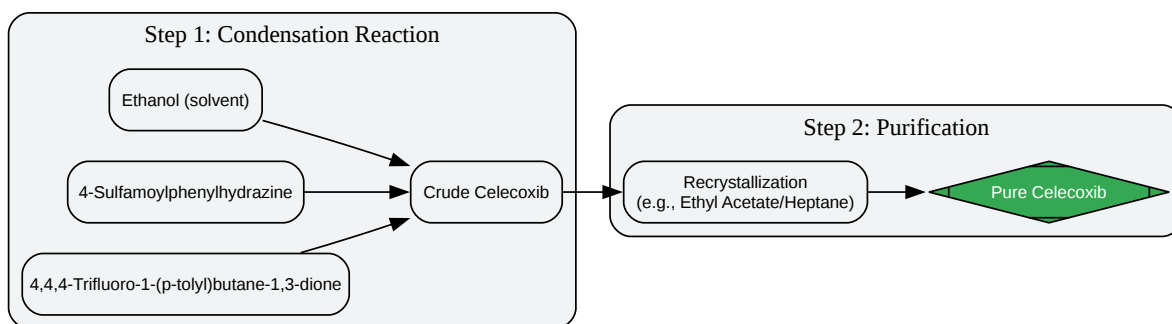 Step 1: Condensation Reaction
Ethanol (solvent)
4-Sulfamoylphenylhydrazine
4,4,4-Trifluoro-1-(p-tolyl)butane-1,3-dione
Crude Celecoxib
Step 2: Purification
Recrystallization
(e.g., Ethyl Acetate/Heptane)
Pure Celecoxib